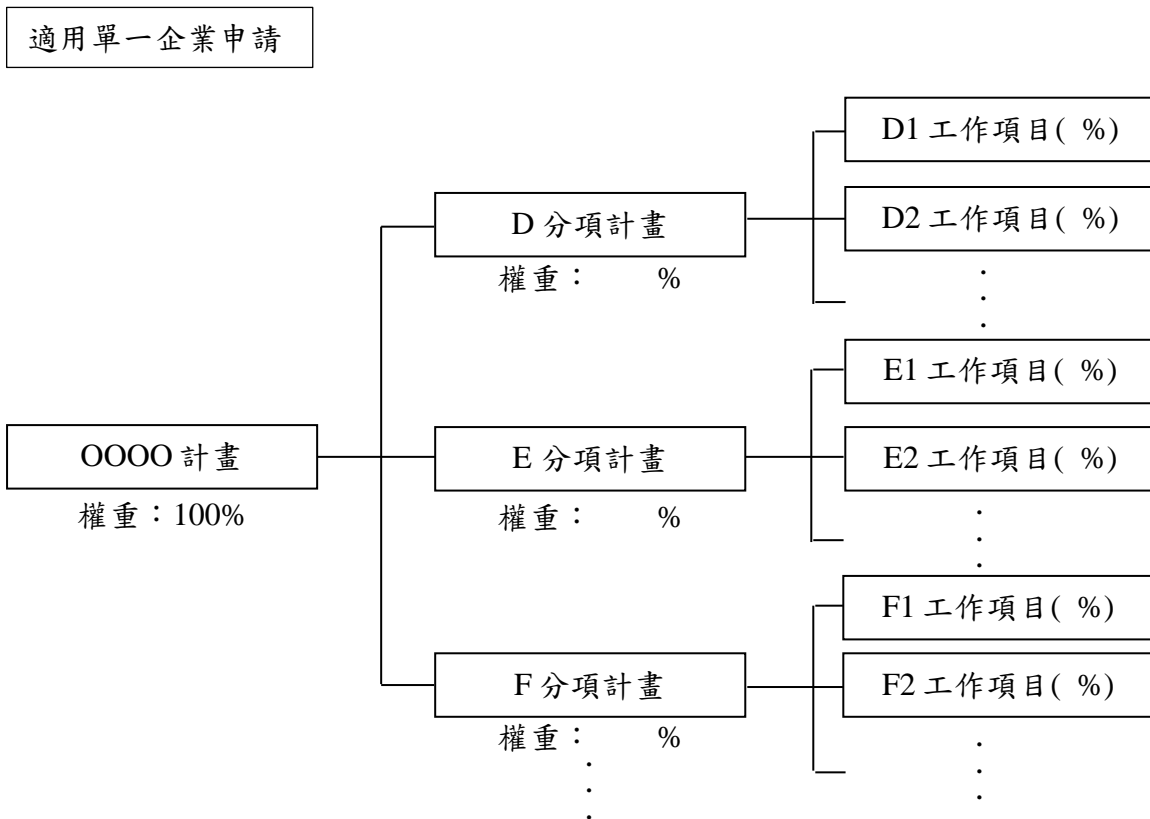 適用單一企業申請
OOOO 計畫
權重：100%
D 分項計畫
權重： %
D1 工作項目( %)
D2 工作項目( %)
E 分項計畫
權重： %
E1 工作項目( %)
E2 工作項目( %)
F 分項計畫
權重： %
F1 工作項目( %)
F2 工作項目( %)